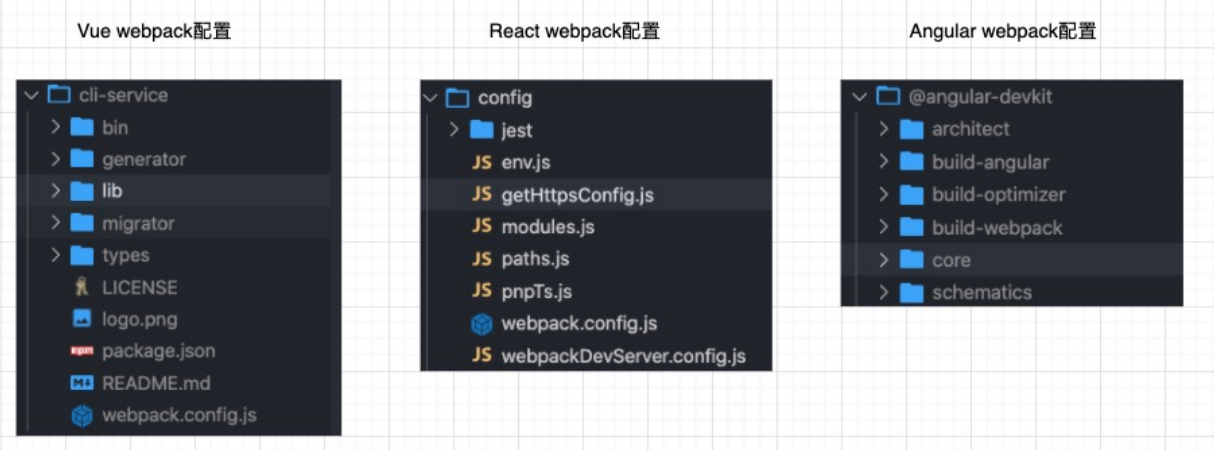 Vue webpack配置
cli-service
bin
generator
lib
migrator
types
LICENSE
logo.png
npm package.json
M↓ README.md
webpack.config.js
React webpack配置
config
jest
JS env.js
JS getHttpsConfig.js
JS modules.js
JS paths.js
JS pnpTs.js
webpack.config.js
JS webpackDevServer.config.js
Angular webpack配置
@angular-devkit
architect
build-angular
build-optimizer
build-webpack
core
schematics